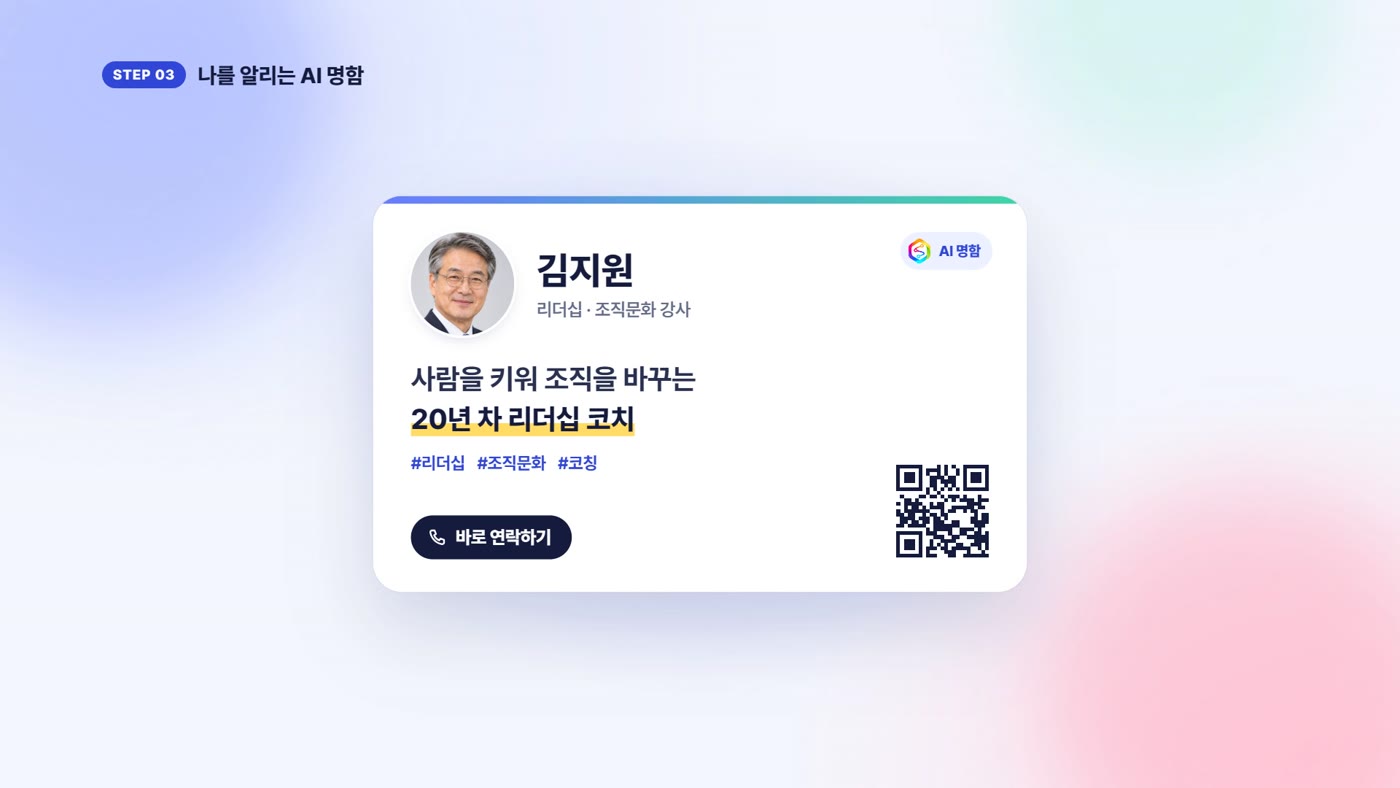 STEP 03 나를 알리는 AI 명함
김지원
AI 명함
리더십 · 조직문화 강사
사람을 키워 조직을 바꾸는
20년 차 리더십 코치
#리더십 #조직문화 #코칭
바로 연락하기